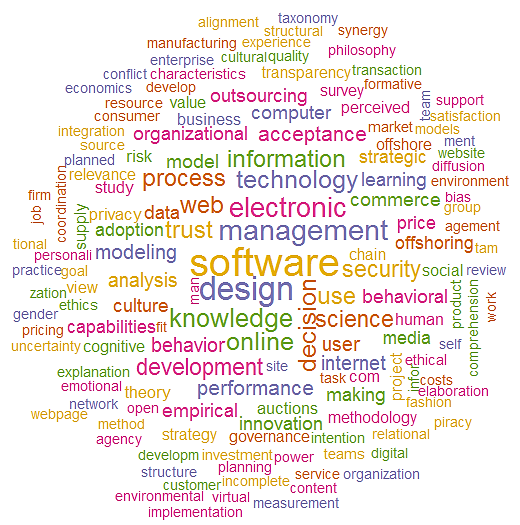 alignment
taxonomy
structural
synergy
manufacturing
experience
philosophy
enterprise
cultural
quality
conflict
characteristics
transparency
transaction
economics
develop
outsourcing
survey
formative
team
resource
value
computer
perceived
support
consumer
business
market
models
satisfaction
integration
organizational
acceptance
offshore
ment
source
website
planned
risk
model
information
strategic
diffusion
relevance
process
technology
learning
environment
study
commerce
bias
firm
coordination
privacy
data
web
electronic
price
group
job
supply
adoption
trust
management
offshoring
agement
tional
chain
tam
personali
modeling
software
security
social
review
practice
goal
analysis
man
design
use
behavioral
product
zation
view
culture
decision
work
ethics
knowledge
science
human
comprehension
gender
capabilities
fit
user
media
self
pricing
online
uncertainty
cognitive
behavior
internet
ethical
explanation
development
site
project
infor
emotional
task
com
costs
theory
performance
making
elaboration
network
fashion
webpage
open
empirical
auctions
methodology
piracy
method
innovation
agency
strategy
governance
intention
relational
developm
investment
teams
digital
structure
planning
power
customer
incomplete
service
organization
environmental
virtual
content
measurement
implementation